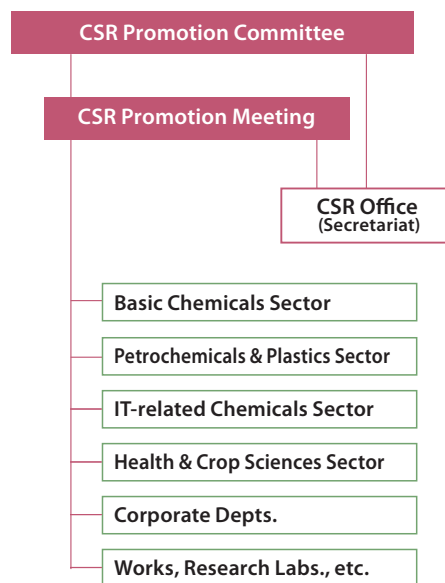 CSR Promotion Committee
CSR Promotion Meeting
CSR Office
(Secretariat)
Basic Chemicals Sector
Petrochemicals & Plastics Sector
IT-related Chemicals Sector
Health & Crop Sciences Sector
Corporate Depts.
Works, Research Labs., etc.